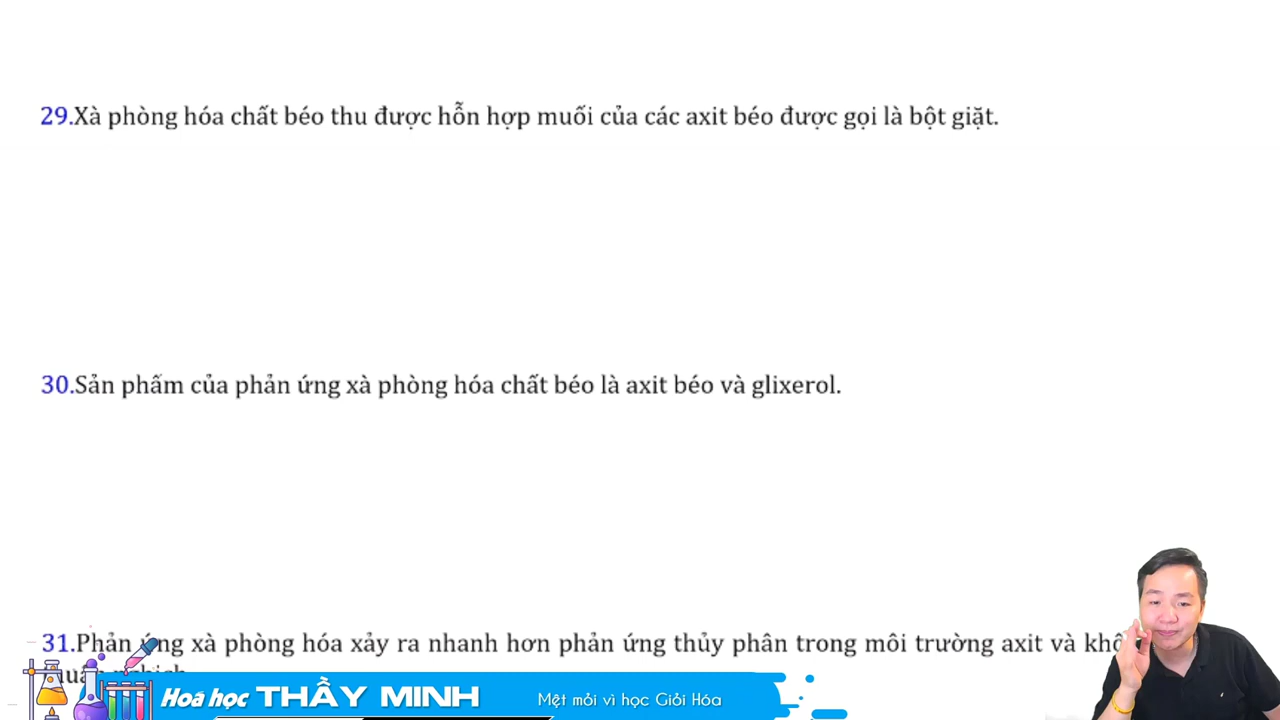 29.Xà phòng hóa chất béo thu được hỗn hợp muối của các axit béo được gọi là bột giặt.
30.Sản phẩm của phản ứng xà phòng hóa chất béo là axit béo và glixerol.
31.Phản ứng xà phòng hóa xảy ra nhanh hơn phản ứng thủy phân trong môi trường axit và
Hoá học THẦY MINH
Mệt mỏi vì học Giỏi Hóa